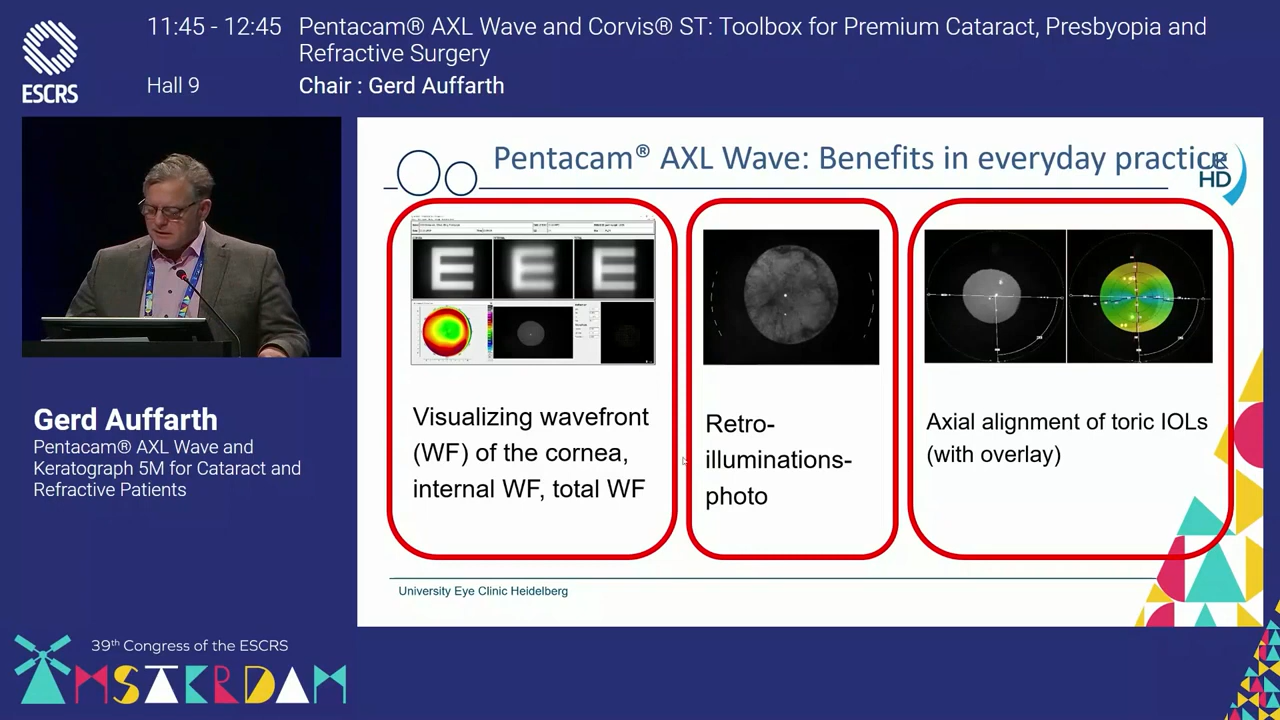 11:45 - 12:45
Pentacam® AXL Wave and Corvis® ST: Toolbox for Premium Cataract, Presbyopia and
Refractive Surgery
ESCRS
Hall 9
Chair : Gerd Auffarth
Pentacam® AXL Wave: Benefits in everyday practice
HD
E E E
Visualizing wavefront
(WF) of the cornea,
internal WF, total WF
Retro-
illuminations-
photo
Axial alignment of toric IOLs
(with overlay)
University Eye Clinic Heidelberg
Gerd Auffarth
Pentacam® AXL Wave and
Keratograph 5M for Cataract and
Refractive Patients
39th Congress of the ESCRS
AMSTERDAM